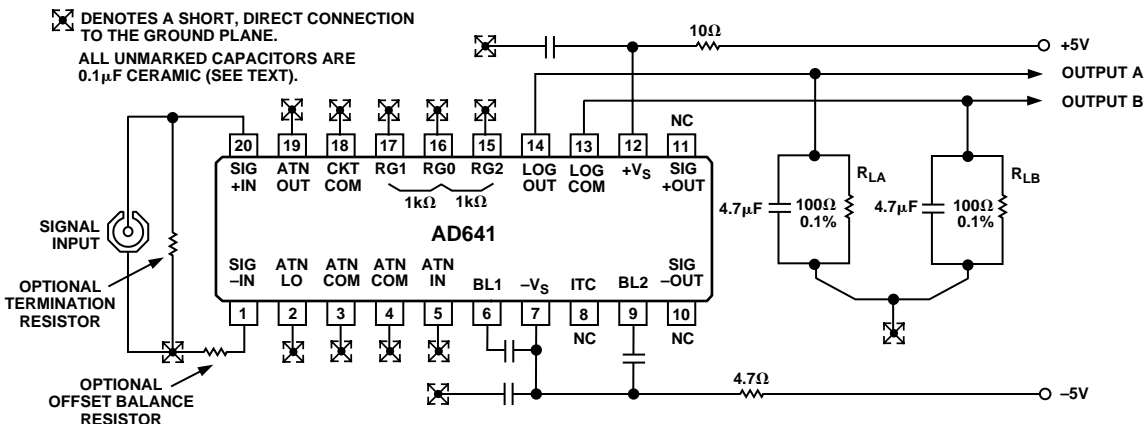 DENOTES A SHORT, DIRECT CONNECTION
TO THE GROUND PLANE.
ALL UNMARKED CAPACITORS ARE
0.1μF CERAMIC (SEE TEXT).
10Ω
+5V
OUTPUT A
OUTPUT B
NC
20 19 18 17 16 15 14 13 12 11
SIG +IN
ATN OUT
CKT COM
RG1
RG0
RG2
LOG OUT
LOG COM
+VS
SIG +OUT
1kΩ 1kΩ
AD641
SIGNAL
INPUT
OPTIONAL
TERMINATION
RESISTOR
SIG –IN
ATN LO
ATN COM
ATN COM
ATN IN
BL1
–VS
ITC
BL2
SIG –OUT
1 2 3 4 5 6 7 8 9 10
NC
NC
OPTIONAL
OFFSET BALANCE
RESISTOR
4.7Ω
–5V
RLA
4.7μF
100Ω
0.1%
RLB
4.7μF
100Ω
0.1%